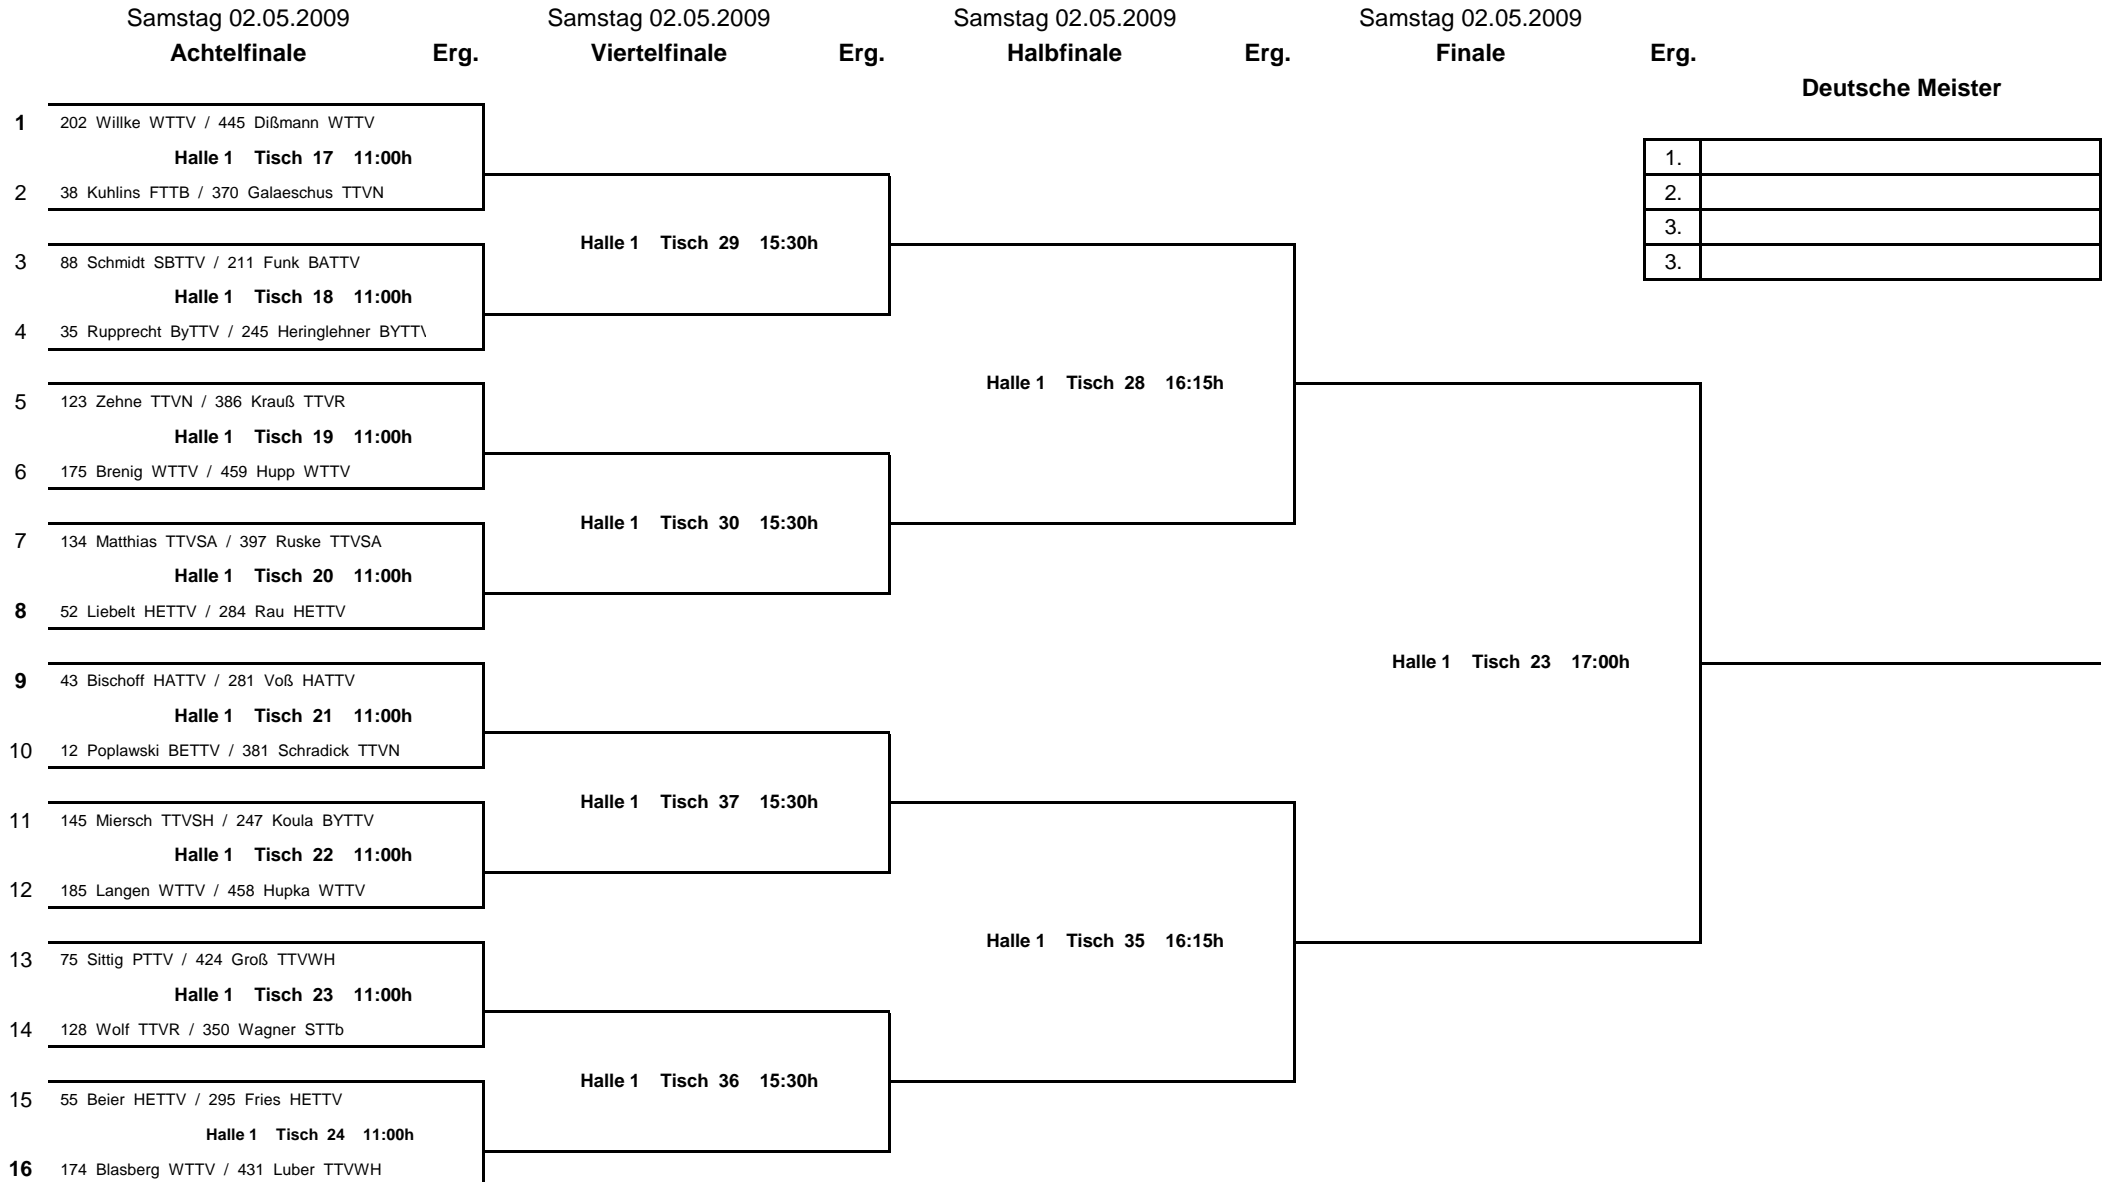 Samstag 02.05.2009 Samstag 02.05.2009 Samstag 02.05.2009 Samstag 02.05.2009
Achtelfinale Erg. Viertelfinale Erg. Halbfinale Erg. Finale Erg.
Deutsche Meister
1 202 Willke WTTV / 445 Dißmann WTTV
Halle 1 Tisch 17 11:00h 1.
2 38 Kuhlins FTTB / 370 Galaeschus TTVN 2.
3.
Halle 1 Tisch 29 15:30h
3 88 Schmidt SBTTV / 211 Funk BATTV 3.
Halle 1 Tisch 18 11:00h
4 35 Rupprecht ByTTV / 245 Heringlehner BYTT\
Halle 1 Tisch 28 16:15h
5 123 Zehne TTVN / 386 Krauß TTVR
Halle 1 Tisch 19 11:00h
6 175 Brenig WTTV / 459 Hupp WTTV
Halle 1 Tisch 30 15:30h
7 134 Matthias TTVSA / 397 Ruske TTVSA
Halle 1 Tisch 20 11:00h
8 52 Liebelt HETTV / 284 Rau HETTV
Halle 1 Tisch 23 17:00h
9 43 Bischoff HATTV / 281 Voß HATTV
Halle 1 Tisch 21 11:00h
10 12 Poplawski BETTV / 381 Schradick TTVN
Halle 1 Tisch 37 15:30h
11 145 Miersch TTVSH / 247 Koula BYTTV
Halle 1 Tisch 22 11:00h
12 185 Langen WTTV / 458 Hupka WTTV
Halle 1 Tisch 35 16:15h
13 75 Sittig PTTV / 424 Groß TTVWH
Halle 1 Tisch 23 11:00h
14 128 Wolf TTVR / 350 Wagner STTb
Halle 1 Tisch 36 15:30h
15 55 Beier HETTV / 295 Fries HETTV
Halle 1 Tisch 24 11:00h
16 174 Blasberg WTTV / 431 Luber TTVWH